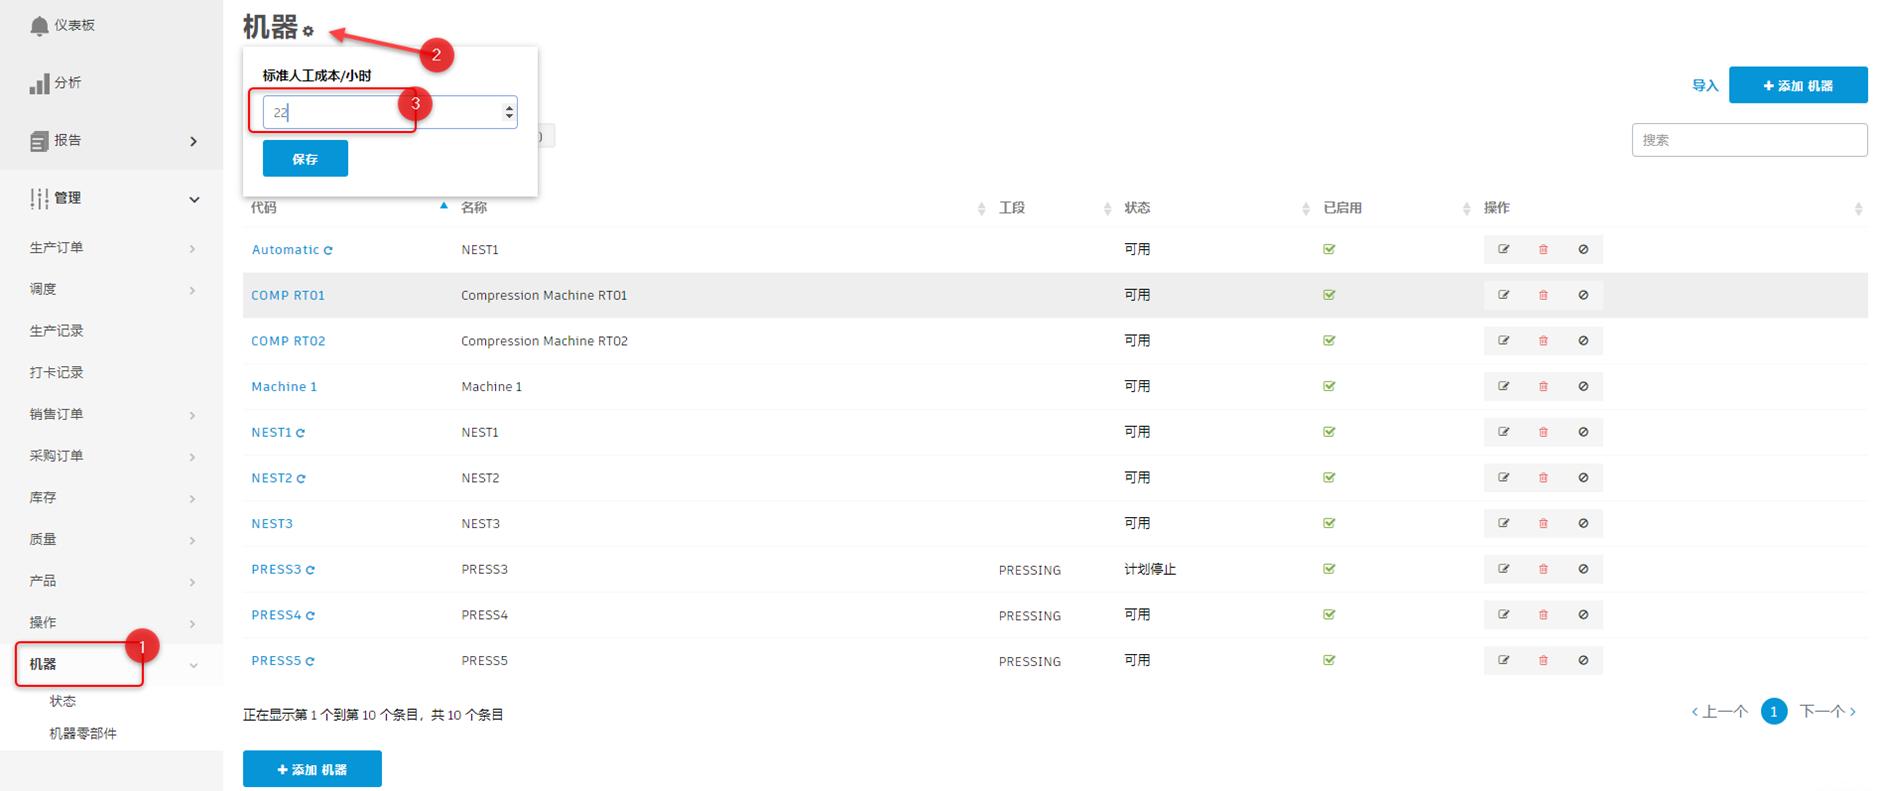 仪表板
分析
报告
管理
生产订单
调度
生产记录
打卡记录
销售订单
采购订单
库存
质量
产品
操作
机器
1
状态
机器零部件
机器
2
标准人工成本/小时
22
3
保存
)
导入
+ 添加 机器
搜索
代码 名称 工段 状态 已启用 操作
Automatic NEST1 可用
COMP RT01 Compression Machine RT01 可用
COMP RT02 Compression Machine RT02 可用
Machine 1 Machine 1 可用
NEST1 NEST1 可用
NEST2 NEST2 可用
NEST3 NEST3 可用
PRESS3 PRESS3 PRESSING 计划停止
PRESS4 PRESS4 PRESSING 可用
PRESS5 PRESS5 PRESSING 可用
正在显示第 1 个到第 10 个条目，共 10 个条目
上一个 1 下一个
+ 添加 机器